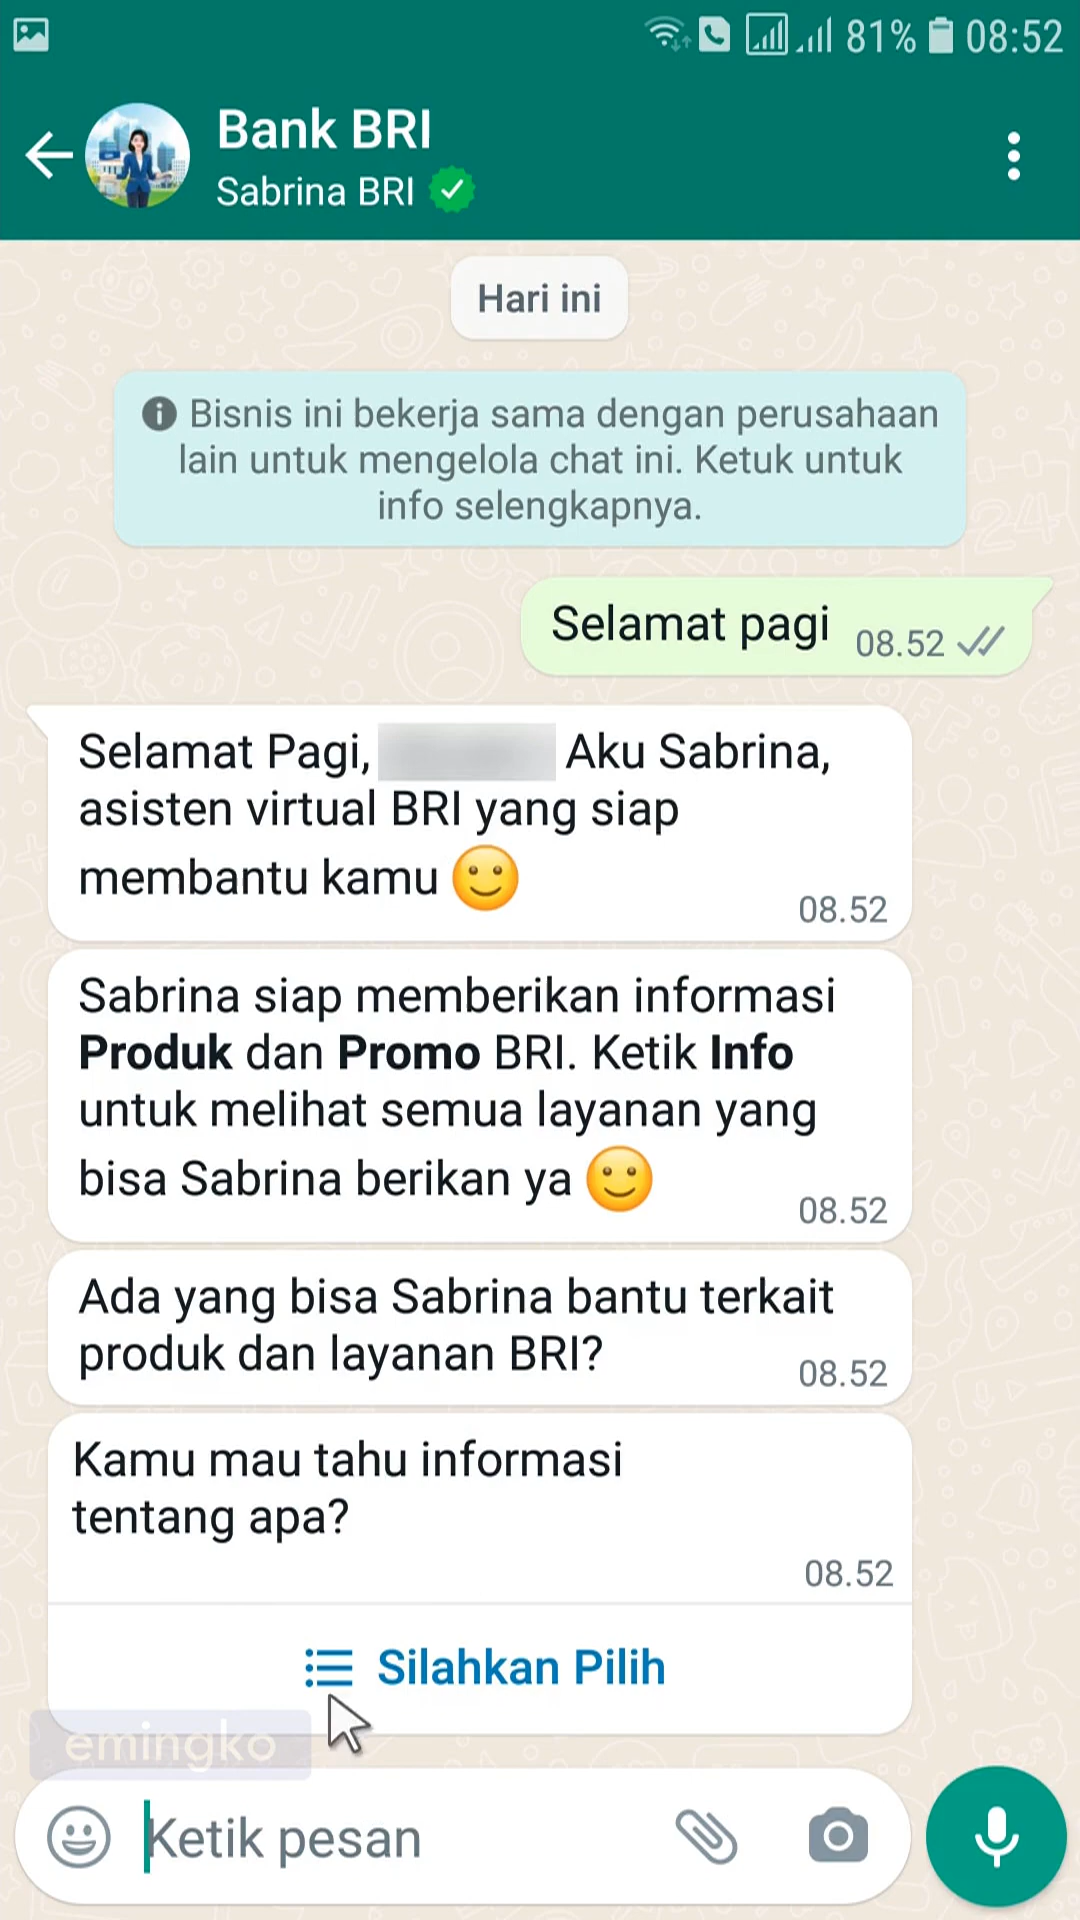 81% 08:52
Bank BRI
Sabrina BRI
Hari ini
Bisnis ini bekerja sama dengan perusahaan
lain untuk mengelola chat ini. Ketuk untuk
info selengkapnya.
Selamat pagi 08.52
Selamat Pagi, Aku Sabrina,
asisten virtual BRI yang siap
membantu kamu 🙂
08.52
Sabrina siap memberikan informasi
Produk dan Promo BRI. Ketik Info
untuk melihat semua layanan yang
bisa Sabrina berikan ya 🙂
08.52
Ada yang bisa Sabrina bantu terkait
produk dan layanan BRI?
08.52
Kamu mau tahu informasi
tentang apa?
08.52
Silahkan Pilih
emingko
Ketik pesan